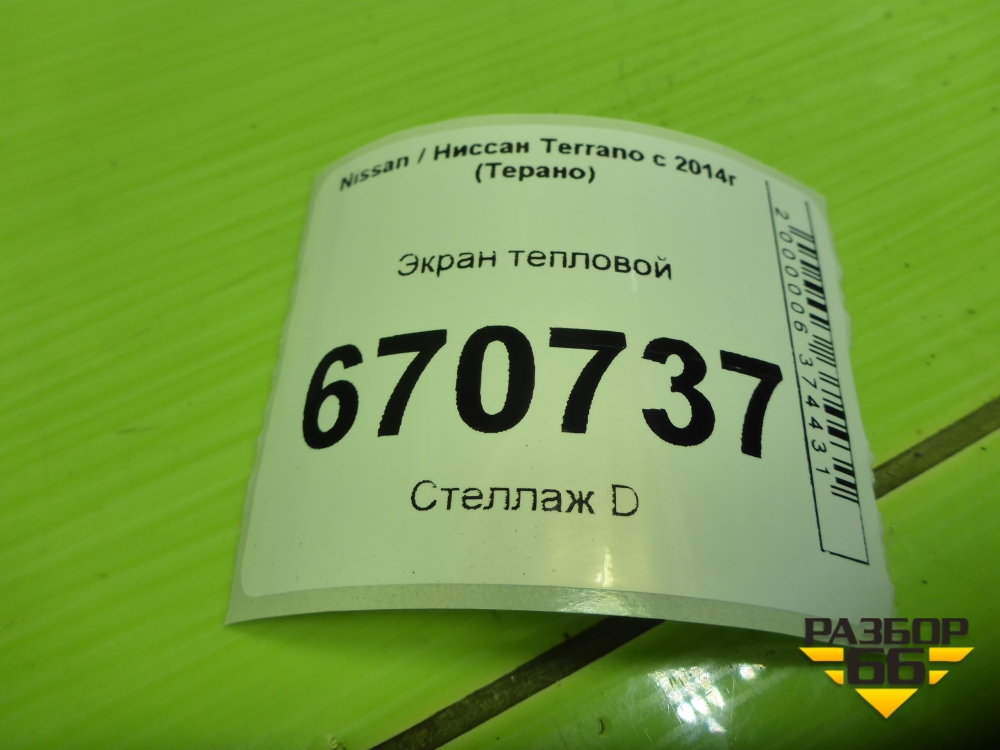 Nissan / Ниссан Terrano с 2014г
(Терано)
Экран тепловой
670737
Стеллаж D
2000006374431
РАЗБОР
66